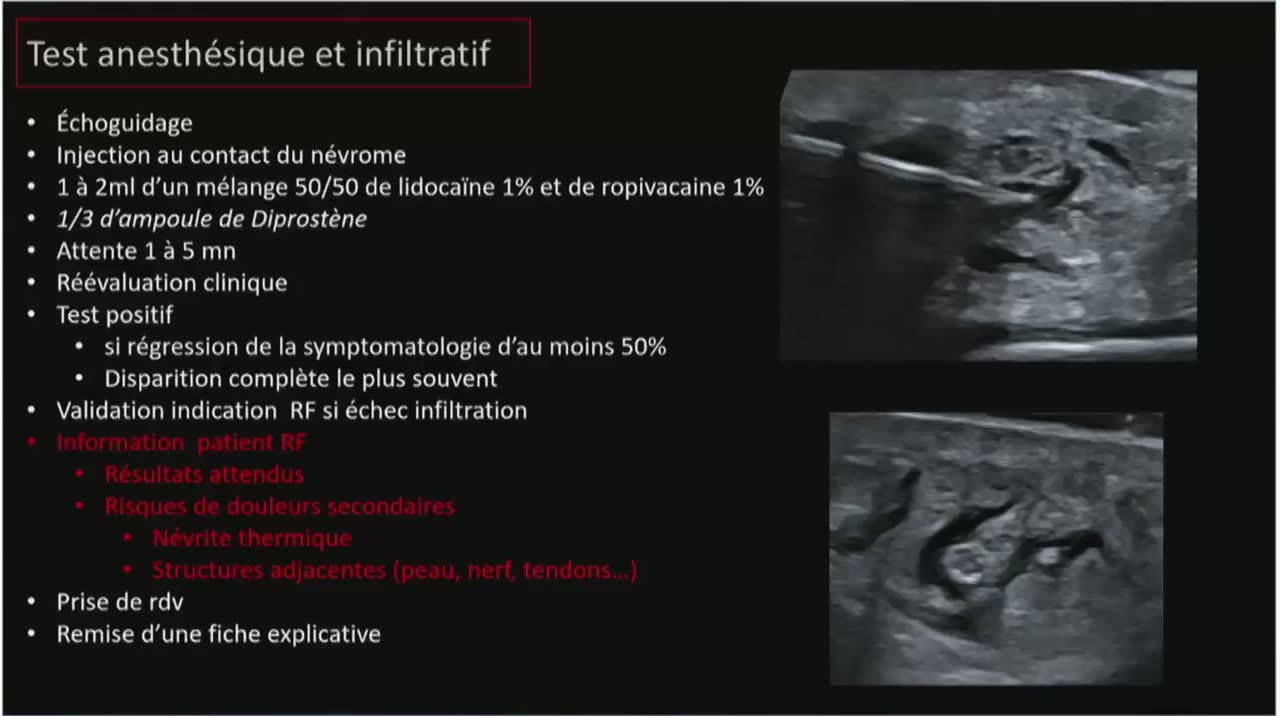 Test anesthésique et infiltratif
• Échoguidage
• Injection au contact du névrome
• 1 à 2ml d’un mélange 50/50 de lidocaïne 1% et de ropivacaine 1%
• 1/3 d’ampoule de Diprostène
• Attente 1 à 5 mn
• Réévaluation clinique
• Test positif
• si régression de la symptomatologie d’au moins 50%
• Disparition complète le plus souvent
• Validation indication  RF si échec infiltration
• Information  patient RF
• Résultats attendus
• Risques de douleurs secondaires
• Névrite thermique
• Structures adjacentes (peau, nerf, tendons…)
• Prise de rdv
• Remise d’une fiche explicative